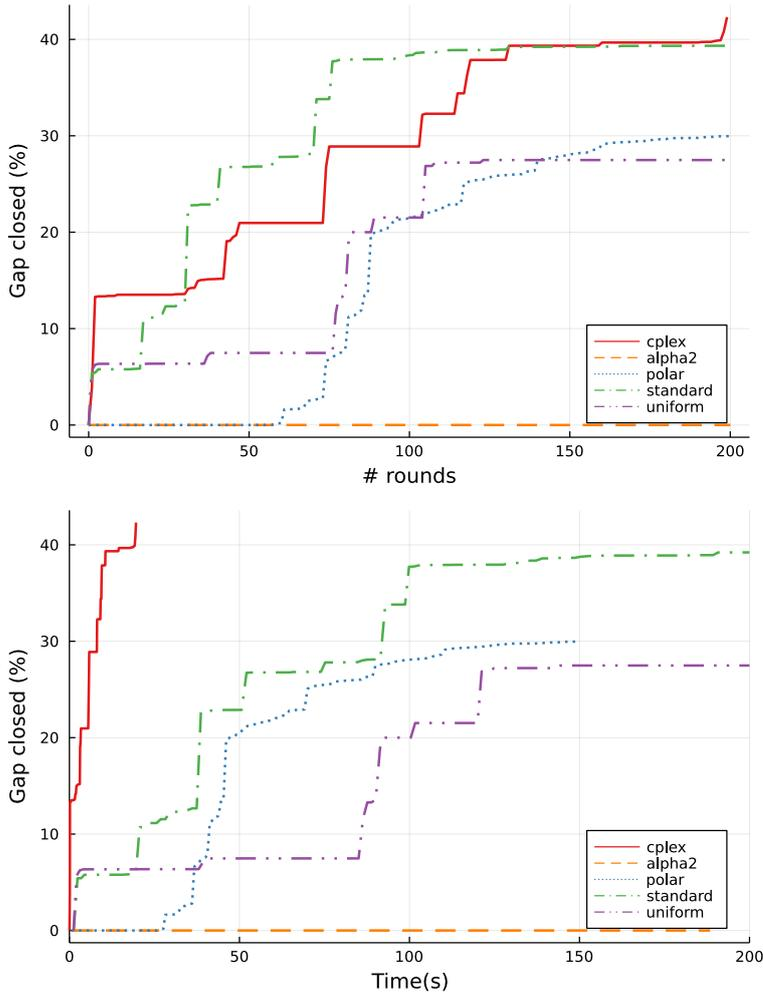 40
30
20
10
0
Gap closed (%)
cplex
alpha2
polar
standard
uniform
0 50 100 150 200
# rounds
40
30
20
10
0
Gap closed (%)
cplex
alpha2
polar
standard
uniform
0 50 100 150 200
Time(s)